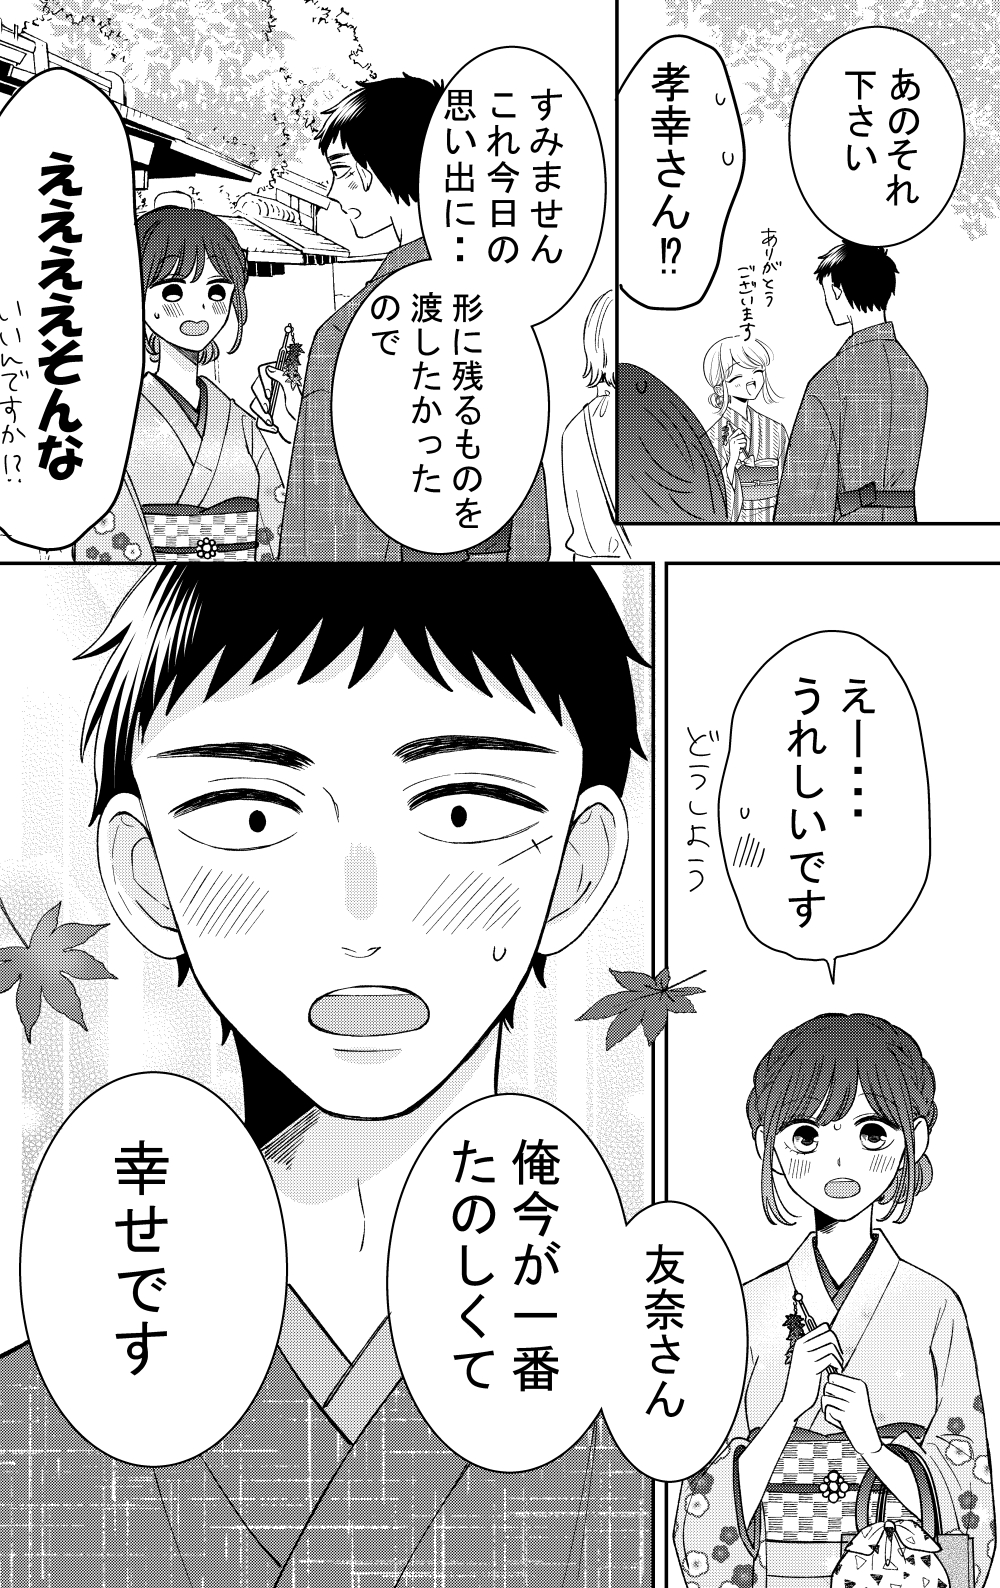 あのそれ
下さい
ありがとう
ございます
孝幸さん!?
すみません
これ今日の
思い出に・・
形に残るものを
渡したかった
ので
ええええそんな
いいんですか!?
えー・・・
うれしいです
どうしよう
友奈さん
俺今が一番
たのしくて
幸せです